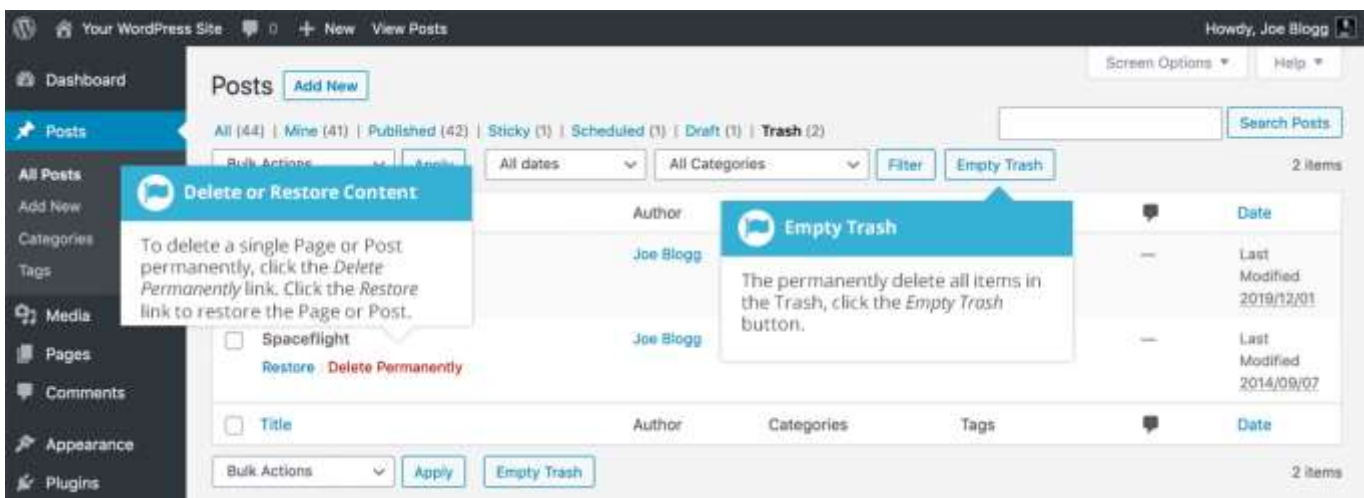 Your WordPress Site 0 + New View Posts Howdy, Joe Blogg
Dashboard
Posts
All Posts
Add New
Categories
Tags
Media
Pages
Comments
Appearance
Plugins
Screen Options ▼ Help ▼
Posts Add New
All (44) | Mine (41) | Published (42) | Sticky (1) | Scheduled (1) | Draft (1) | Trash (2)
Search Posts
Bulk Actions Apply All dates All Categories Filter Empty Trash 2 items
Delete or Restore Content
To delete a single Page or Post
permanently, click the Delete
Permanently link. Click the Restore
link to restore the Page or Post.
Author Date
Joe Blogg — Last
Modified
2019/12/01
Empty Trash
The permanently delete all items in
the Trash, click the Empty Trash
button.
Spaceflight Joe Blogg — Last
Restore Delete Permanently Modified
2014/09/07
Title Author Categories Tags Date
Bulk Actions Apply Empty Trash 2 items